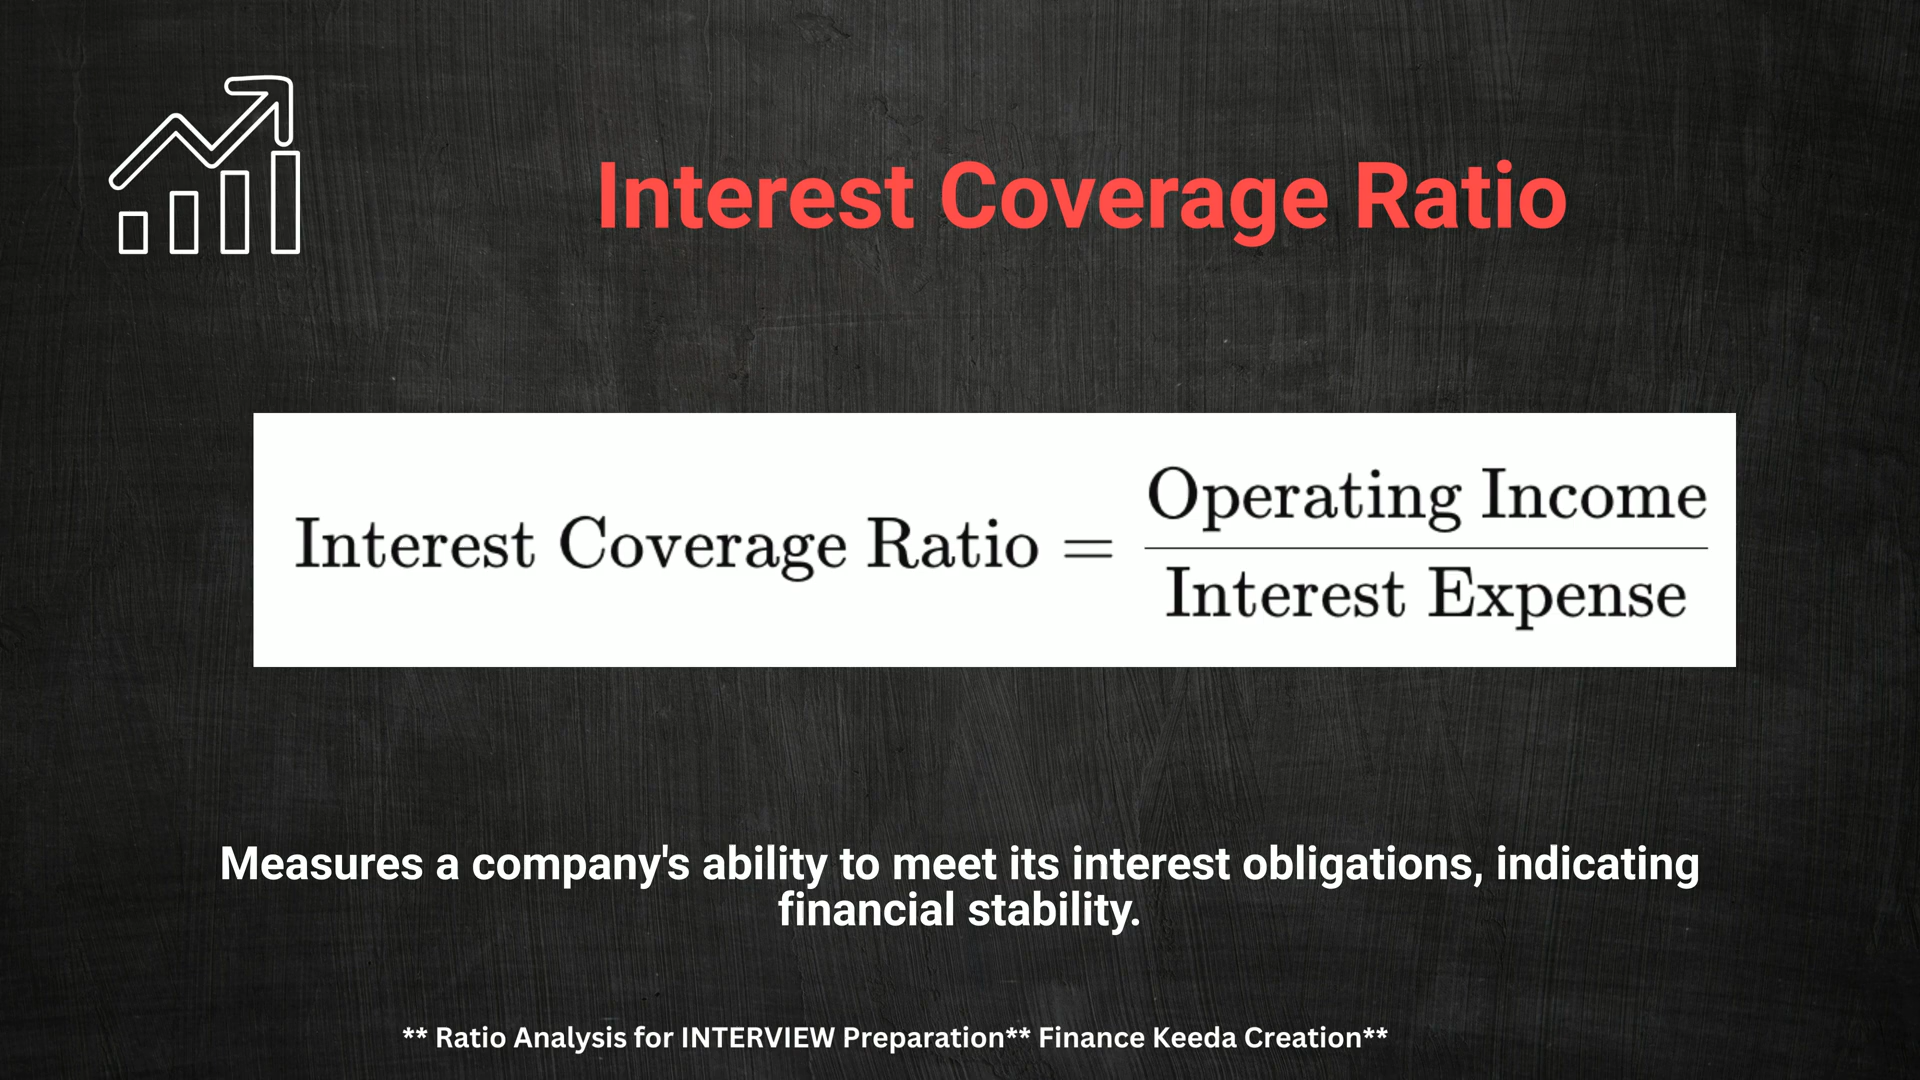 Interest Coverage Ratio
Interest Coverage Ratio = Operating Income
Interest Expense
Measures a company's ability to meet its interest obligations, indicating
financial stability.
** Ratio Analysis for INTERVIEW Preparation** Finance Keeda Creation**